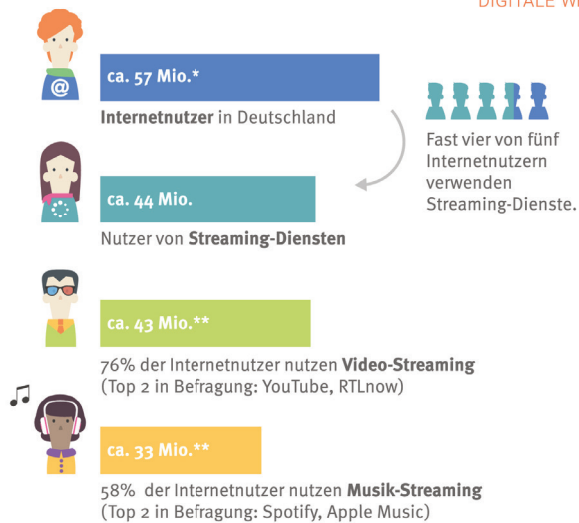 DIGITALE
ca. 57 Mio.*
@
Internetnutzer in Deutschland
Fast vier von fünf
Internetnutzern
verwenden
Streaming-Dienste.
ca. 44 Mio.
Nutzer von Streaming-Diensten
ca. 43 Mio.**
76% der Internetnutzer nutzen Video-Streaming
(Top 2 in Befragung: YouTube, RTLnow)
ca. 33 Mio.**
58% der Internetnutzer nutzen Musik-Streaming
(Top 2 in Befragung: Spotify, Apple Music)